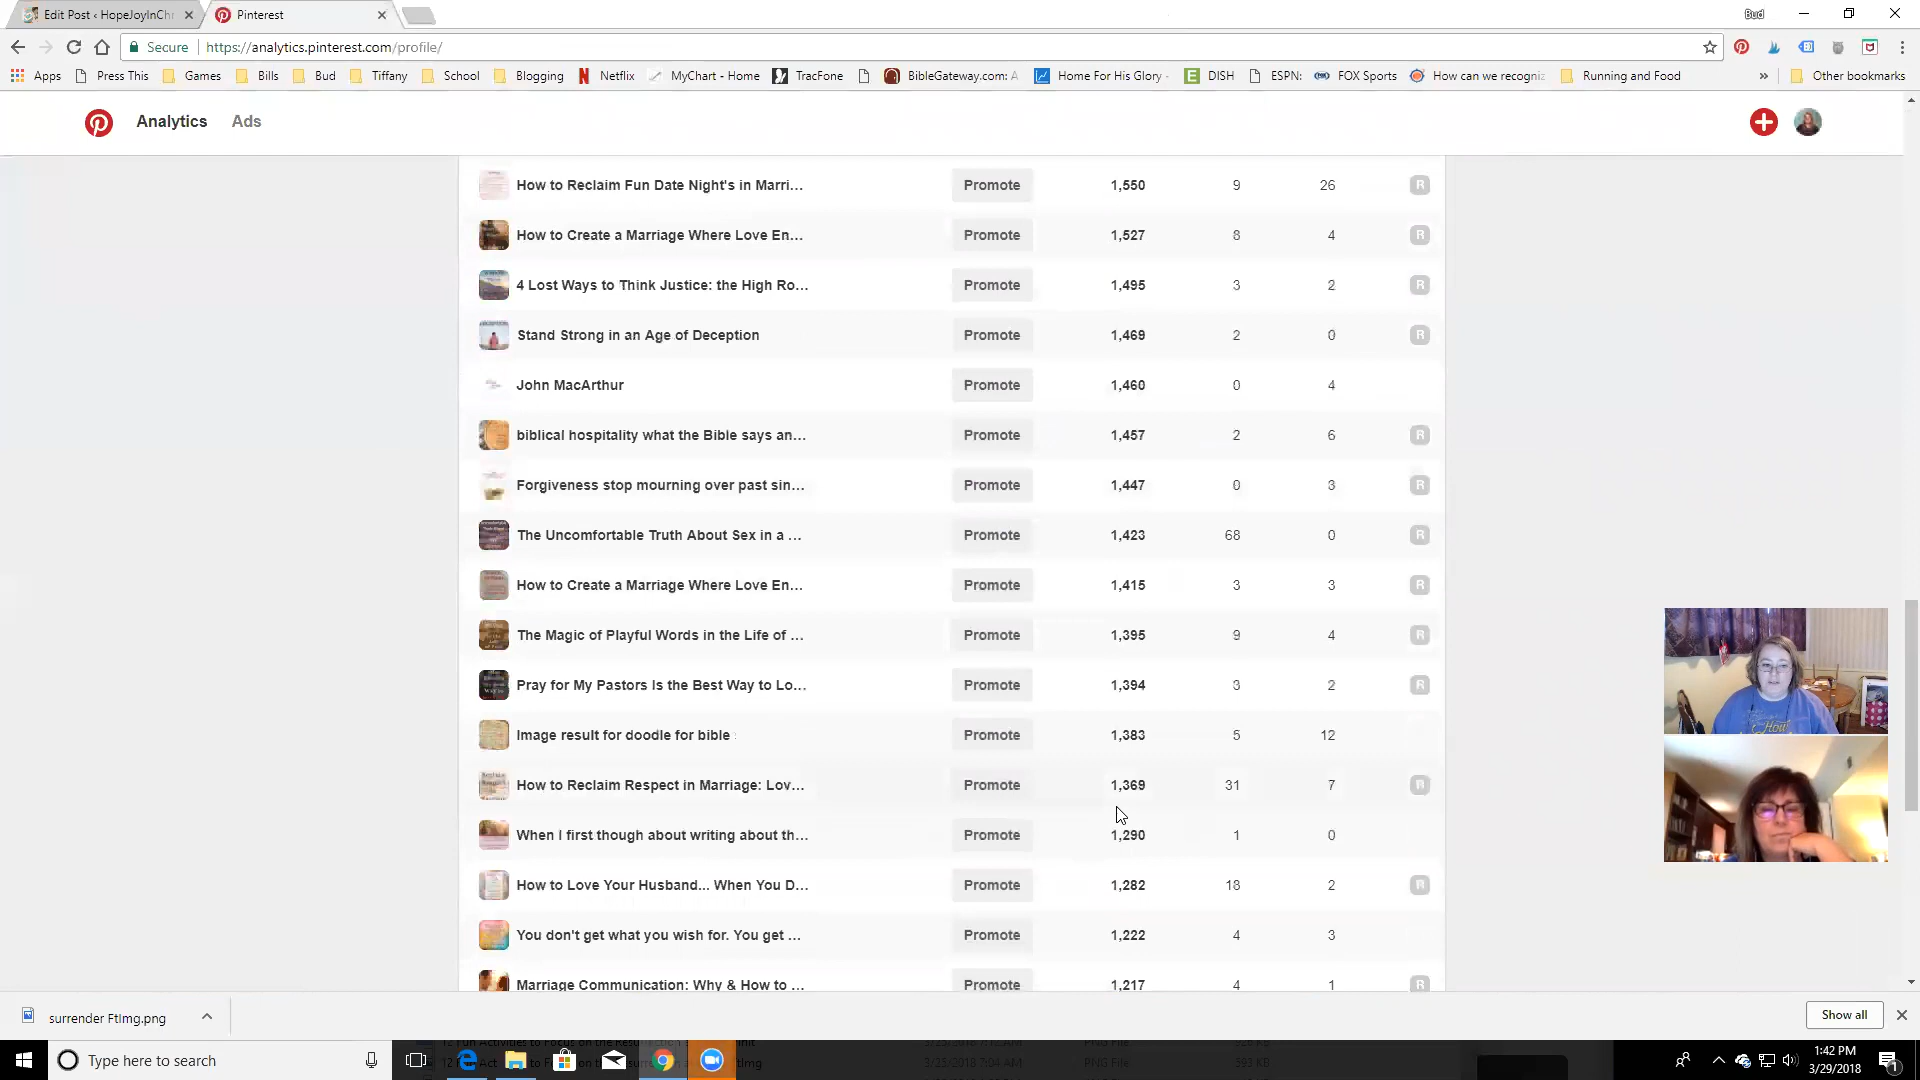 Edit Post ‹ HopeJoyInChr
Pinterest
Bud
Secure
https://analytics.pinterest.com/profile/
Apps
Press This
Games
Bills
Bud
Tiffany
School
Blogging
Netflix
MyChart - Home
TracFone
BibleGateway.com: A
Home For His Glory -
DISH
ESPN:
FOX Sports
How can we recogni
Running and Food
»
Other bookmarks
Analytics
Ads
How to Reclaim Fun Date Night's in Marri... Promote 1,550 9 26 R
How to Create a Marriage Where Love En... Promote 1,527 8 4 R
4 Lost Ways to Think Justice: the High Ro... Promote 1,495 3 2 R
Stand Strong in an Age of Deception Promote 1,469 2 0 R
John MacArthur Promote 1,460 0 4
biblical hospitality what the Bible says an... Promote 1,457 2 6 R
Forgiveness stop mourning over past sin... Promote 1,447 0 3 R
The Uncomfortable Truth About Sex in a ... Promote 1,423 68 0 R
How to Create a Marriage Where Love En... Promote 1,415 3 3 R
The Magic of Playful Words in the Life of ... Promote 1,395 9 4 R
Pray for My Pastors Is the Best Way to Lo... Promote 1,394 3 2 R
Image result for doodle for bible Promote 1,383 5 12
How to Reclaim Respect in Marriage: Lov... Promote 1,369 31 7 R
When I first though about writing about th... Promote 1,290 1 0
How to Love Your Husband... When You D... Promote 1,282 18 2 R
You don't get what you wish for. You get ... Promote 1,222 4 3
Marriage Communication: Why & How to ... Promote 1,217 4 1 R
surrender FtImg.png
Show all
Type here to search
1:42 PM
3/29/2018
1